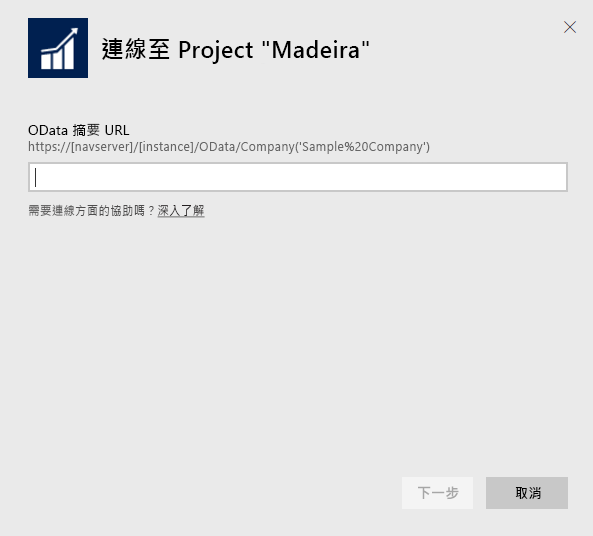 連線至 Project "Madeira"
OData 摘要 URL
https://[navserver]/[instance]/OData/Company('Sample%20Company')
需要連線方面的協助嗎？深入了解
下一步
取消